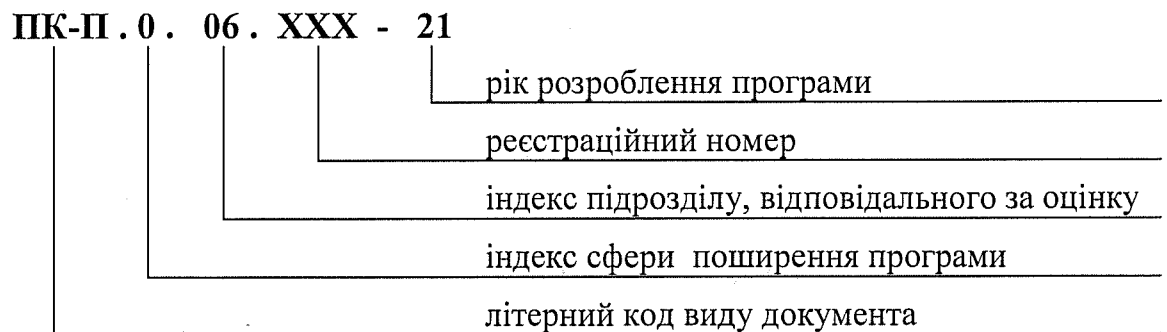 ПК-П . 0 . 06 . ХХХ - 21
рік розроблення програми
реєстраційний номер
індекс підрозділу, відповідального за оцінку
індекс сфери поширення програми
літерний код виду документа